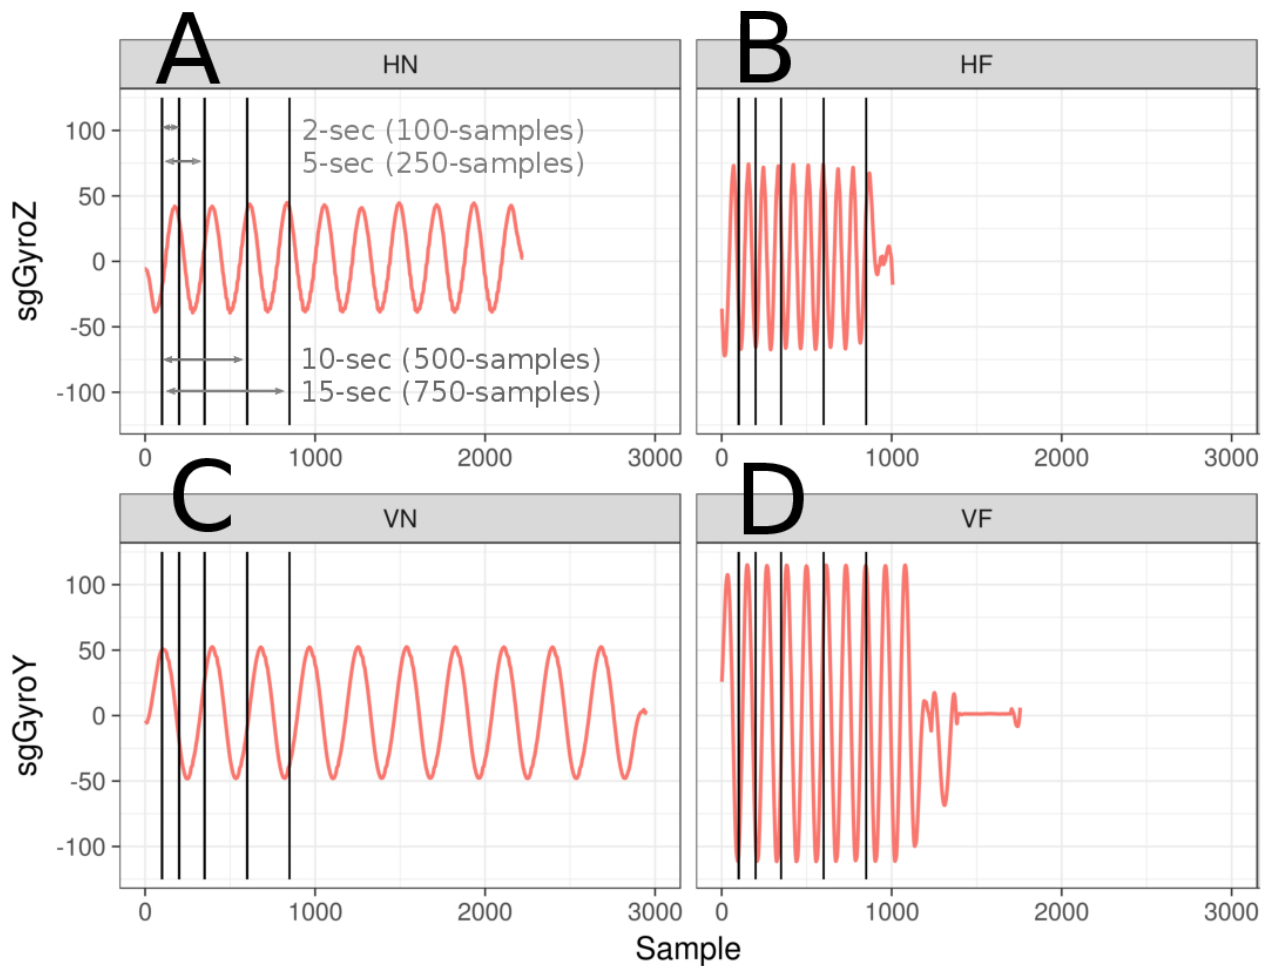 A
B
HN
HF
sgGyroZ
100
50
0
-50
-100
2-sec (100-samples)
5-sec (250-samples)
10-sec (500-samples)
15-sec (750-samples)
0 1000 2000 3000
0 1000 2000 3000
C
D
VN
VF
sgGyroY
100
50
0
-50
-100
0 1000 2000 3000
0 1000 2000 3000
Sample